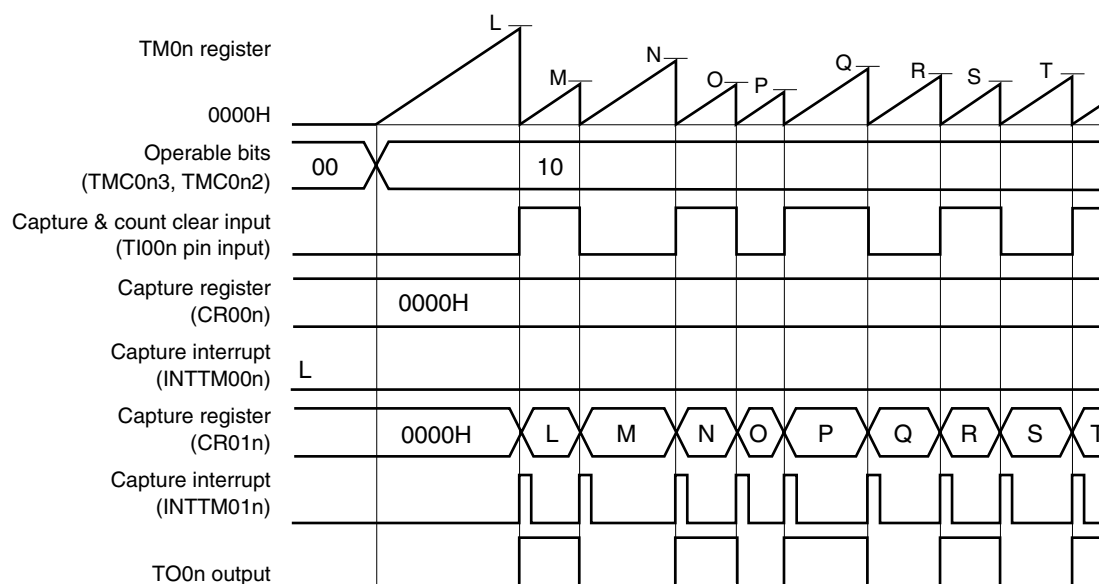 TM0n register
0000H
L
M
N
O
P
Q
R
S
T
Operable bits
(TMC0n3, TMC0n2)
00
10
Capture & count clear input
(TI00n pin input)
Capture register
(CR00n)
0000H
Capture interrupt
(INTTM00n)
L
Capture register
(CR01n)
0000H
L
M
N
O
P
Q
R
S
T
Capture interrupt
(INTTM01n)
TO0n output